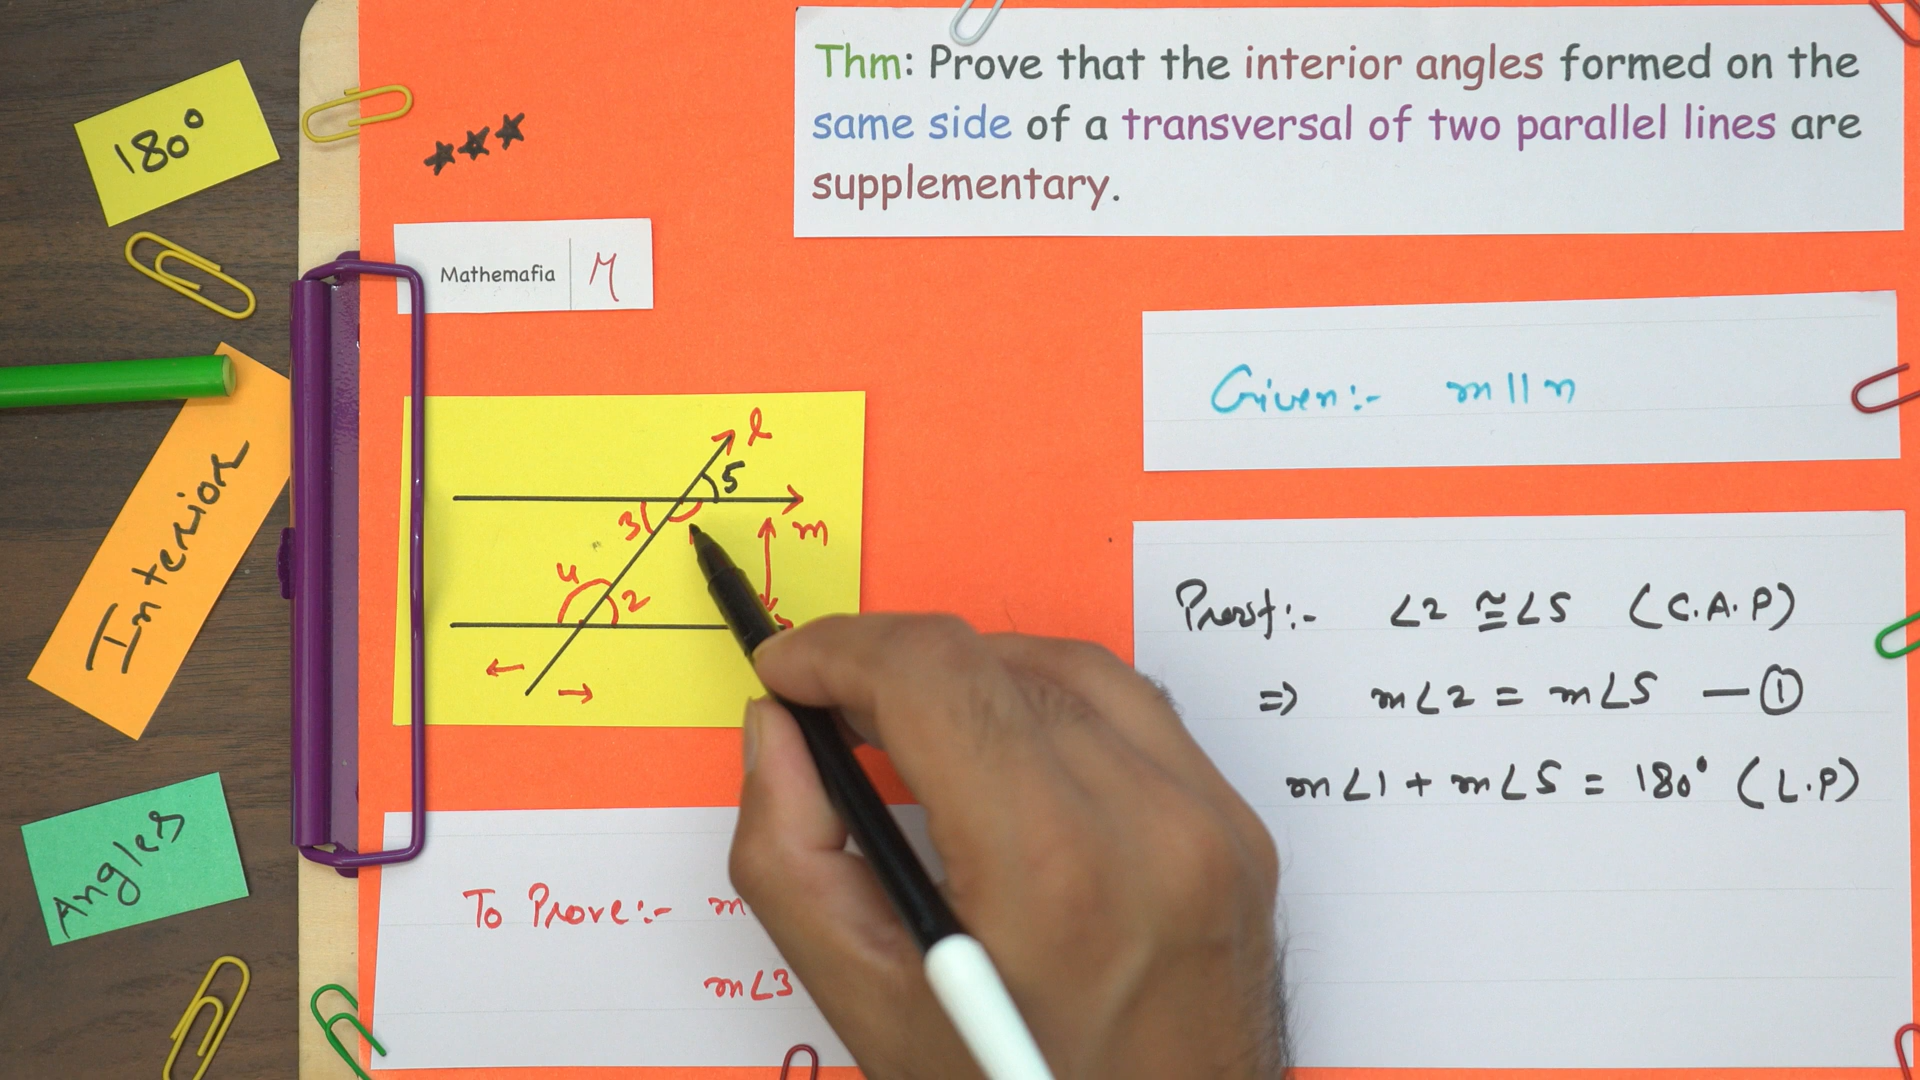 Thm: Prove that the interior angles formed on the
same side of a transversal of two parallel lines are
supplementary.
180°
Mathemafia M
Given:- m || n
Interior
Angles
l
5
3
m
4
2
Proof:- ∠2 ≅ ∠5 (C.A.P)
⇒ m∠2 = m∠5 — ①
m∠1 + m∠5 = 180° (L.P)
To Prove:- m
m∠3